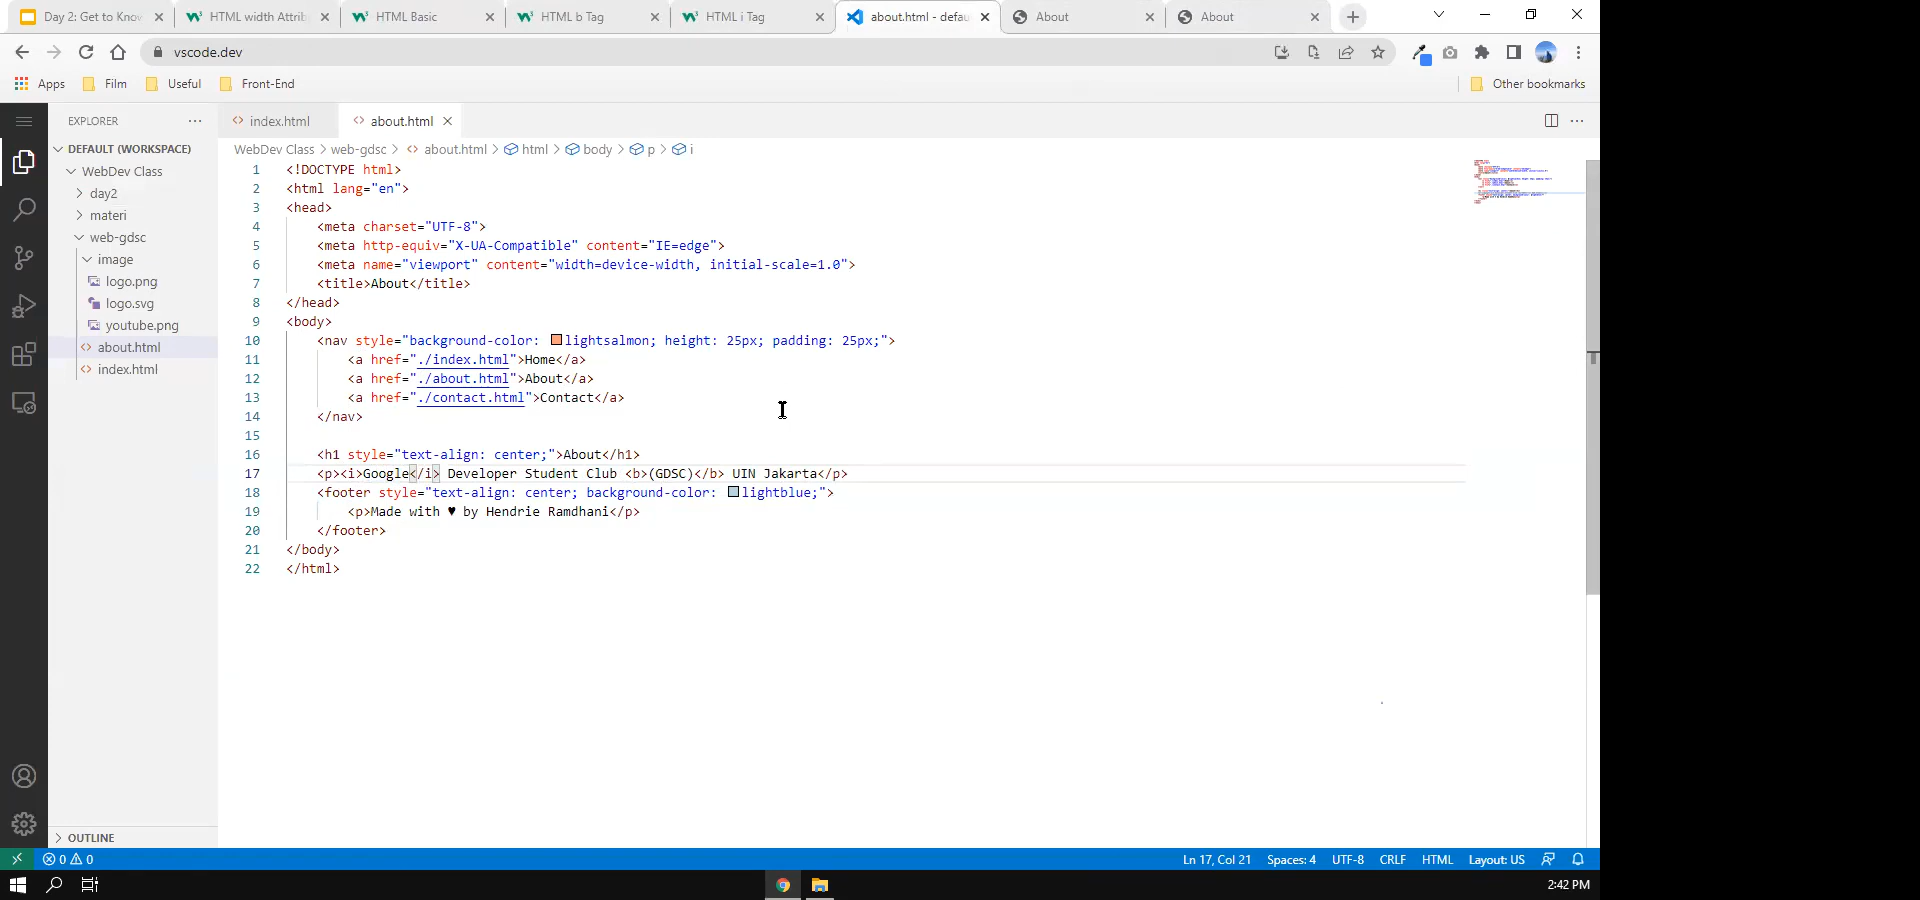 Day 2: Get to Know
HTML width Attrib
HTML Basic
HTML b Tag
HTML i Tag
about.html - defau
About
About
vscode.dev
Apps
Film
Useful
Front-End
Other bookmarks
EXPLORER
index.html
about.html
DEFAULT (WORKSPACE)
WebDev Class > web-gdsc > about.html > html > body > p > i
WebDev Class
day2
materi
web-gdsc
image
logo.png
logo.svg
youtube.png
about.html
index.html
1 <!DOCTYPE html>
2 <html lang="en">
3 <head>
4 <meta charset="UTF-8">
5 <meta http-equiv="X-UA-Compatible" content="IE=edge">
6 <meta name="viewport" content="width=device-width, initial-scale=1.0">
7 <title>About</title>
8 </head>
9 <body>
10 <nav style="background-color: lightsalmon; height: 25px; padding: 25px;">
11 <a href="./index.html">Home</a>
12 <a href="./about.html">About</a>
13 <a href="./contact.html">Contact</a>
14 </nav>
15
16 <h1 style="text-align: center;">About</h1>
17 <p><i>Google</i> Developer Student Club <b>(GDSC)</b> UIN Jakarta</p>
18 <footer style="text-align: center; background-color: lightblue;">
19 <p>Made with ♥ by Hendrie Ramdhani</p>
20 </footer>
21 </body>
22 </html>
OUTLINE
0 0
Ln 17, Col 21
Spaces: 4
UTF-8
CRLF
HTML
Layout: US
2:42 PM